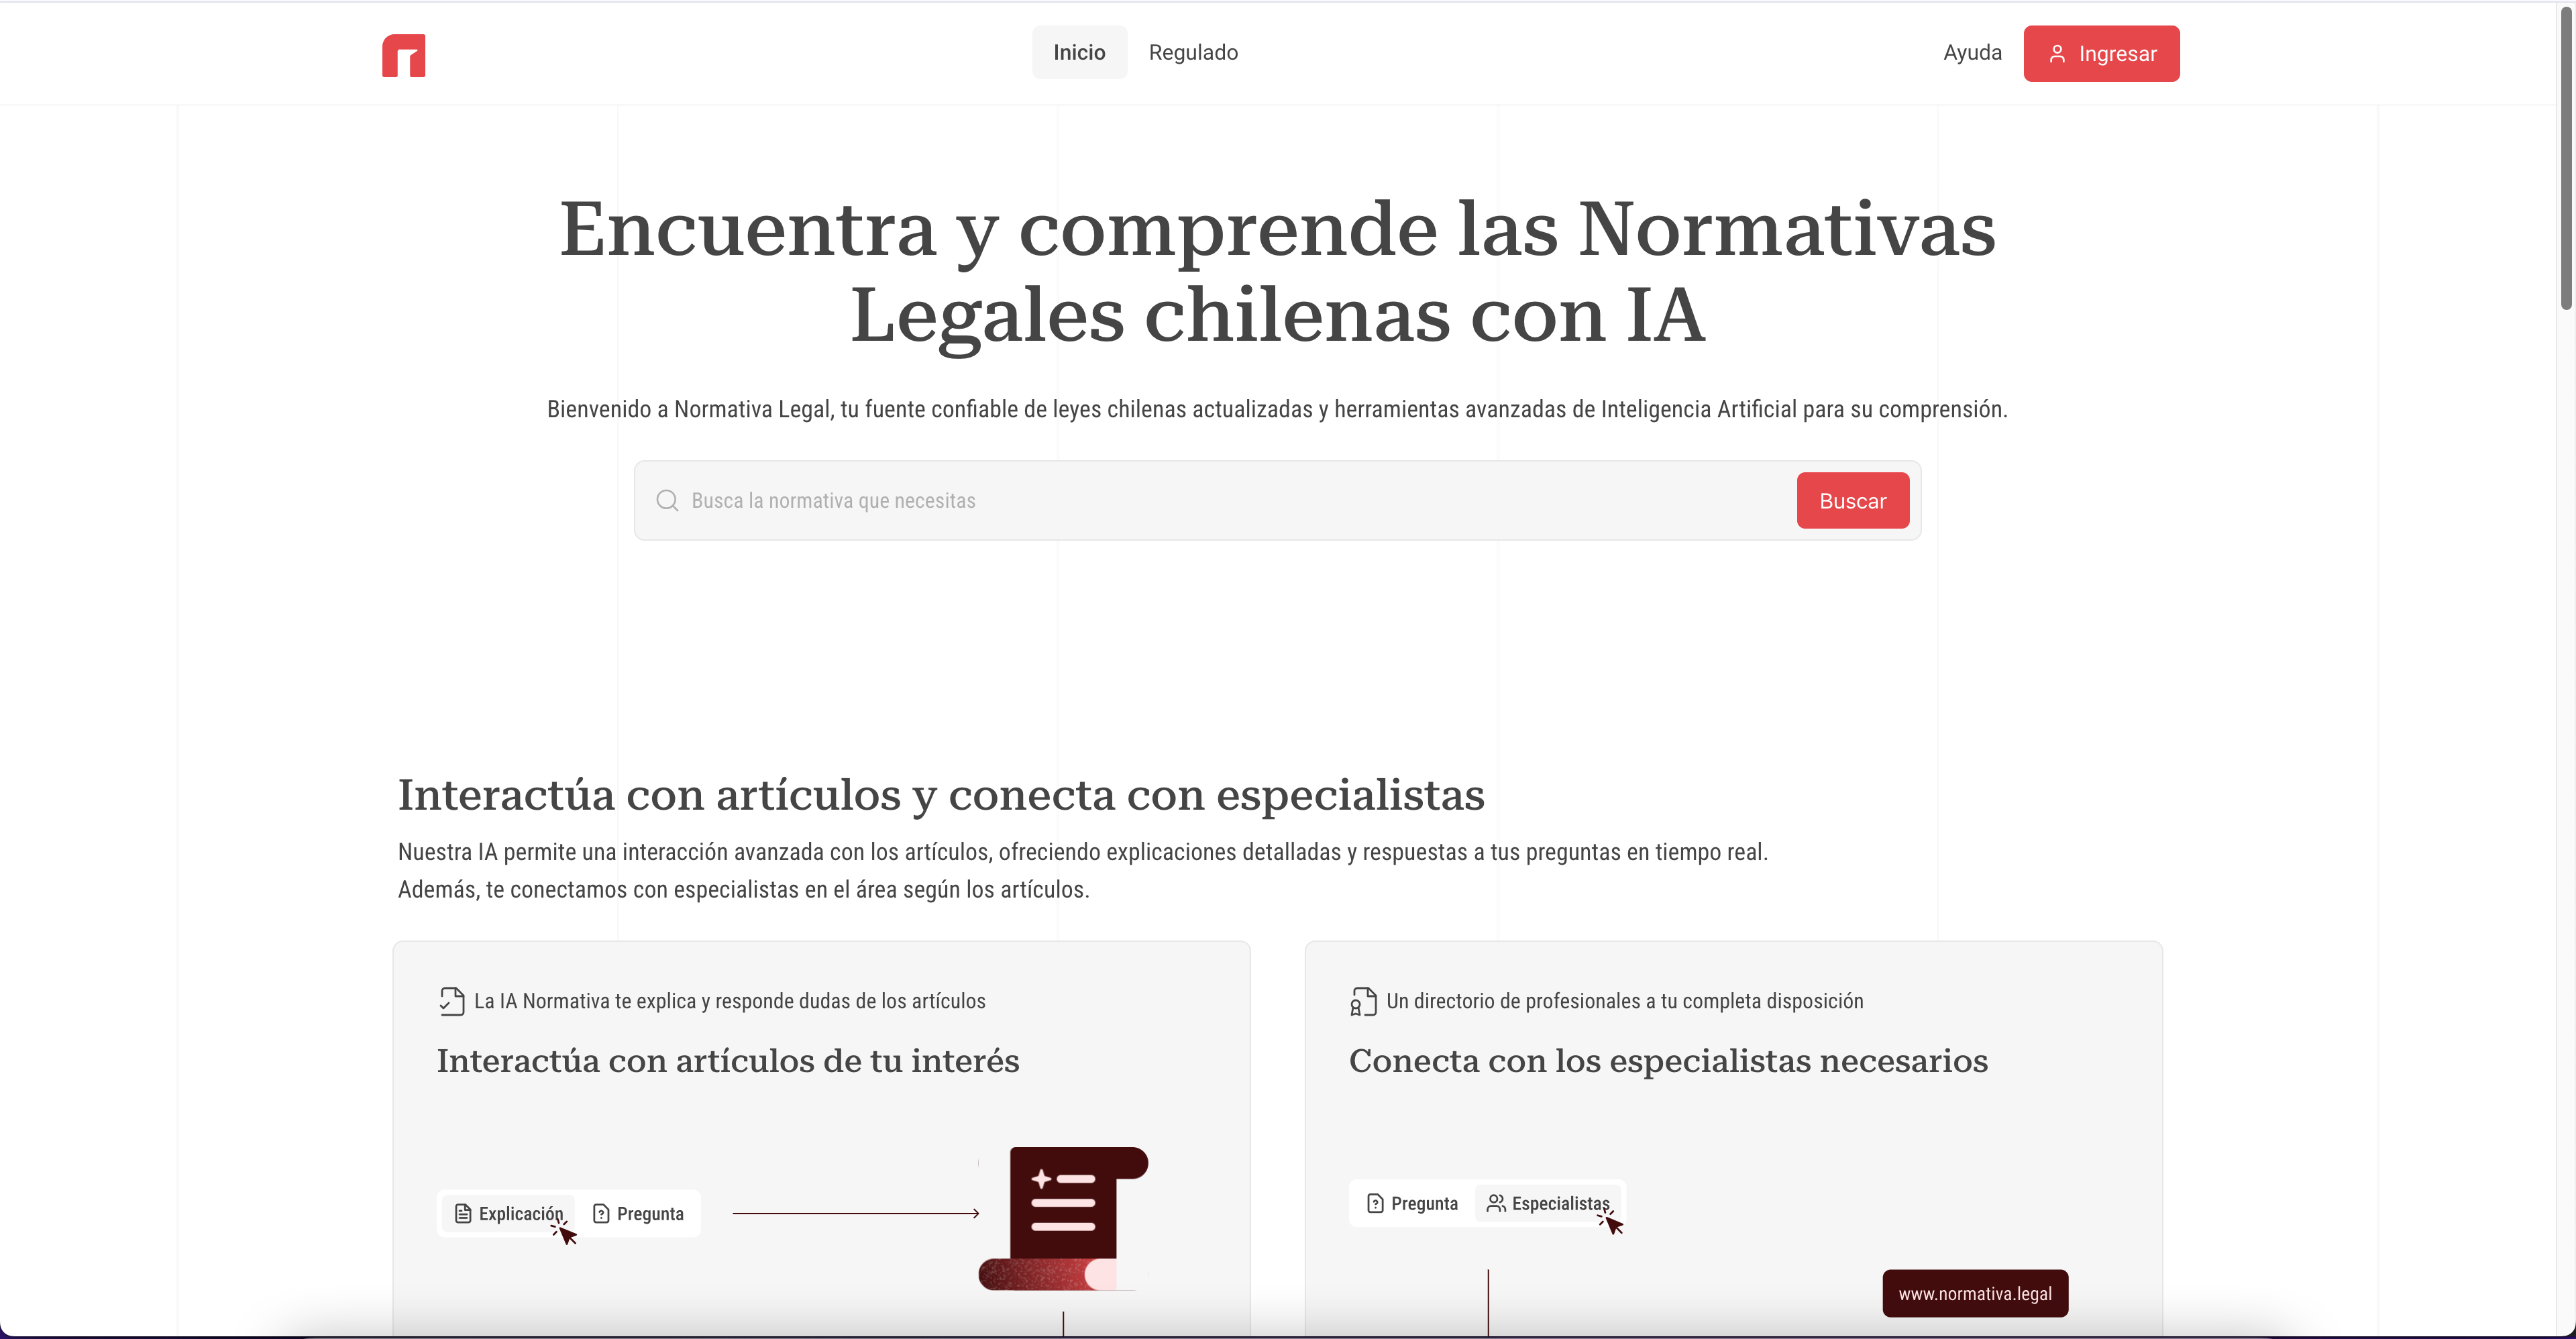 Inicio
Regulado
Ayuda
Ingresar
Encuentra y comprende las Normativas
Legales chilenas con IA
Bienvenido a Normativa Legal, tu fuente confiable de leyes chilenas actualizadas y herramientas avanzadas de Inteligencia Artificial para su comprensión.
Busca la normativa que necesitas
Buscar
Interactúa con artículos y conecta con especialistas
Nuestra IA permite una interacción avanzada con los artículos, ofreciendo explicaciones detalladas y respuestas a tus preguntas en tiempo real.
Además, te conectamos con especialistas en el área según los artículos.
La IA Normativa te explica y responde dudas de los artículos
Interactúa con artículos de tu interés
Explicación
Pregunta
Un directorio de profesionales a tu completa disposición
Conecta con los especialistas necesarios
Pregunta
Especialistas
www.normativa.legal